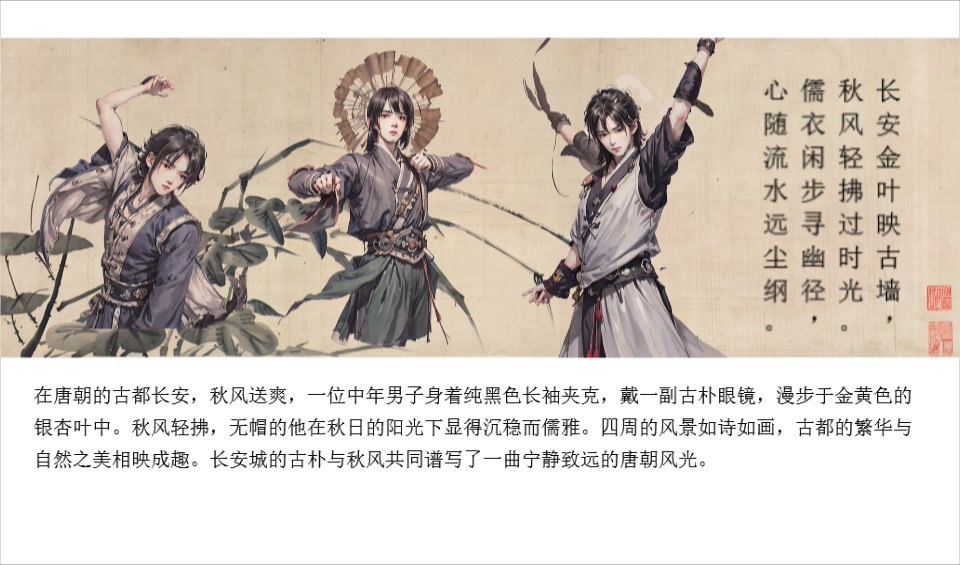 长安金叶映古墙，
秋风轻拂过时光。
儒衣闲步寻幽径，
心随流水远尘纲。
在唐朝的古都长安，秋风送爽，一位中年男子身着纯黑色长袖夹克，戴一副古朴眼镜，漫步于金黄色的
银杏叶中。秋风轻拂，无帽的他在秋日的阳光下显得沉稳而儒雅。四周的风景如诗如画，古都的繁华与
自然之美相映成趣。长安城的古朴与秋风共同谱写了一曲宁静致远的唐朝风光。